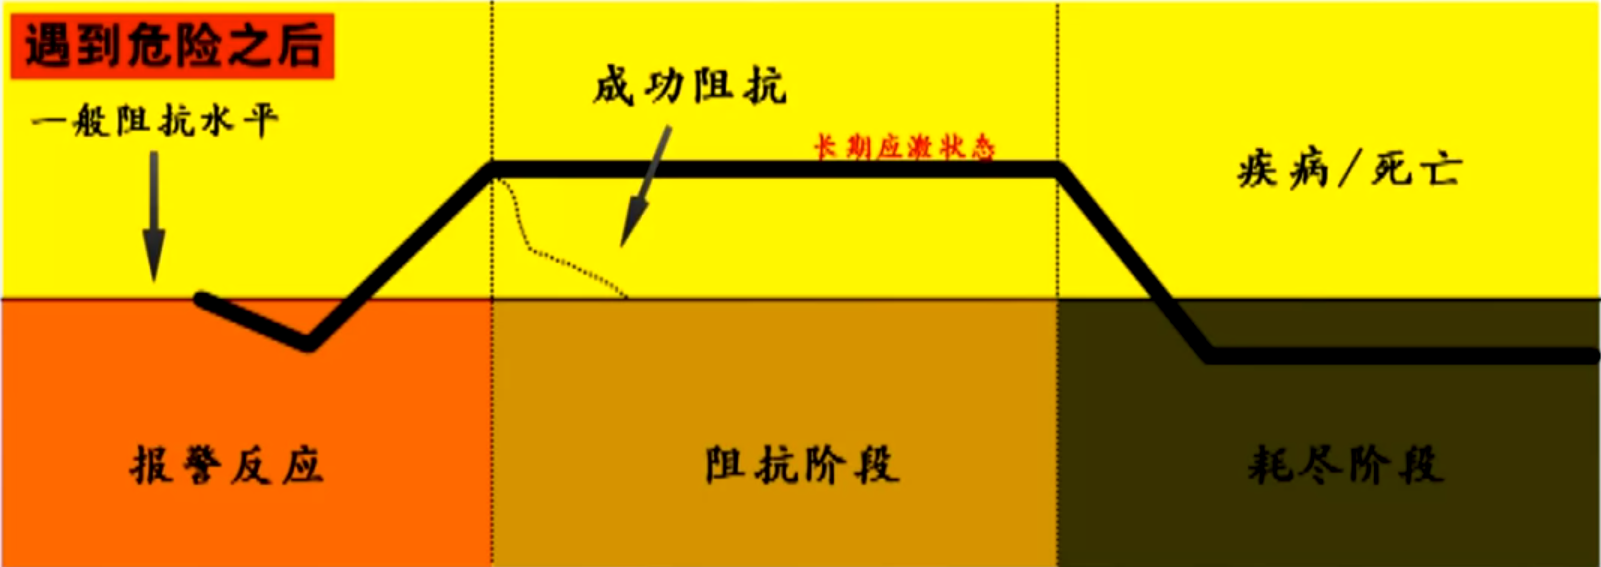 遇到危险之后
一般阻抗水平
成功阻抗
长期应激状态
疾病/死亡
报警反应
阻抗阶段
耗尽阶段